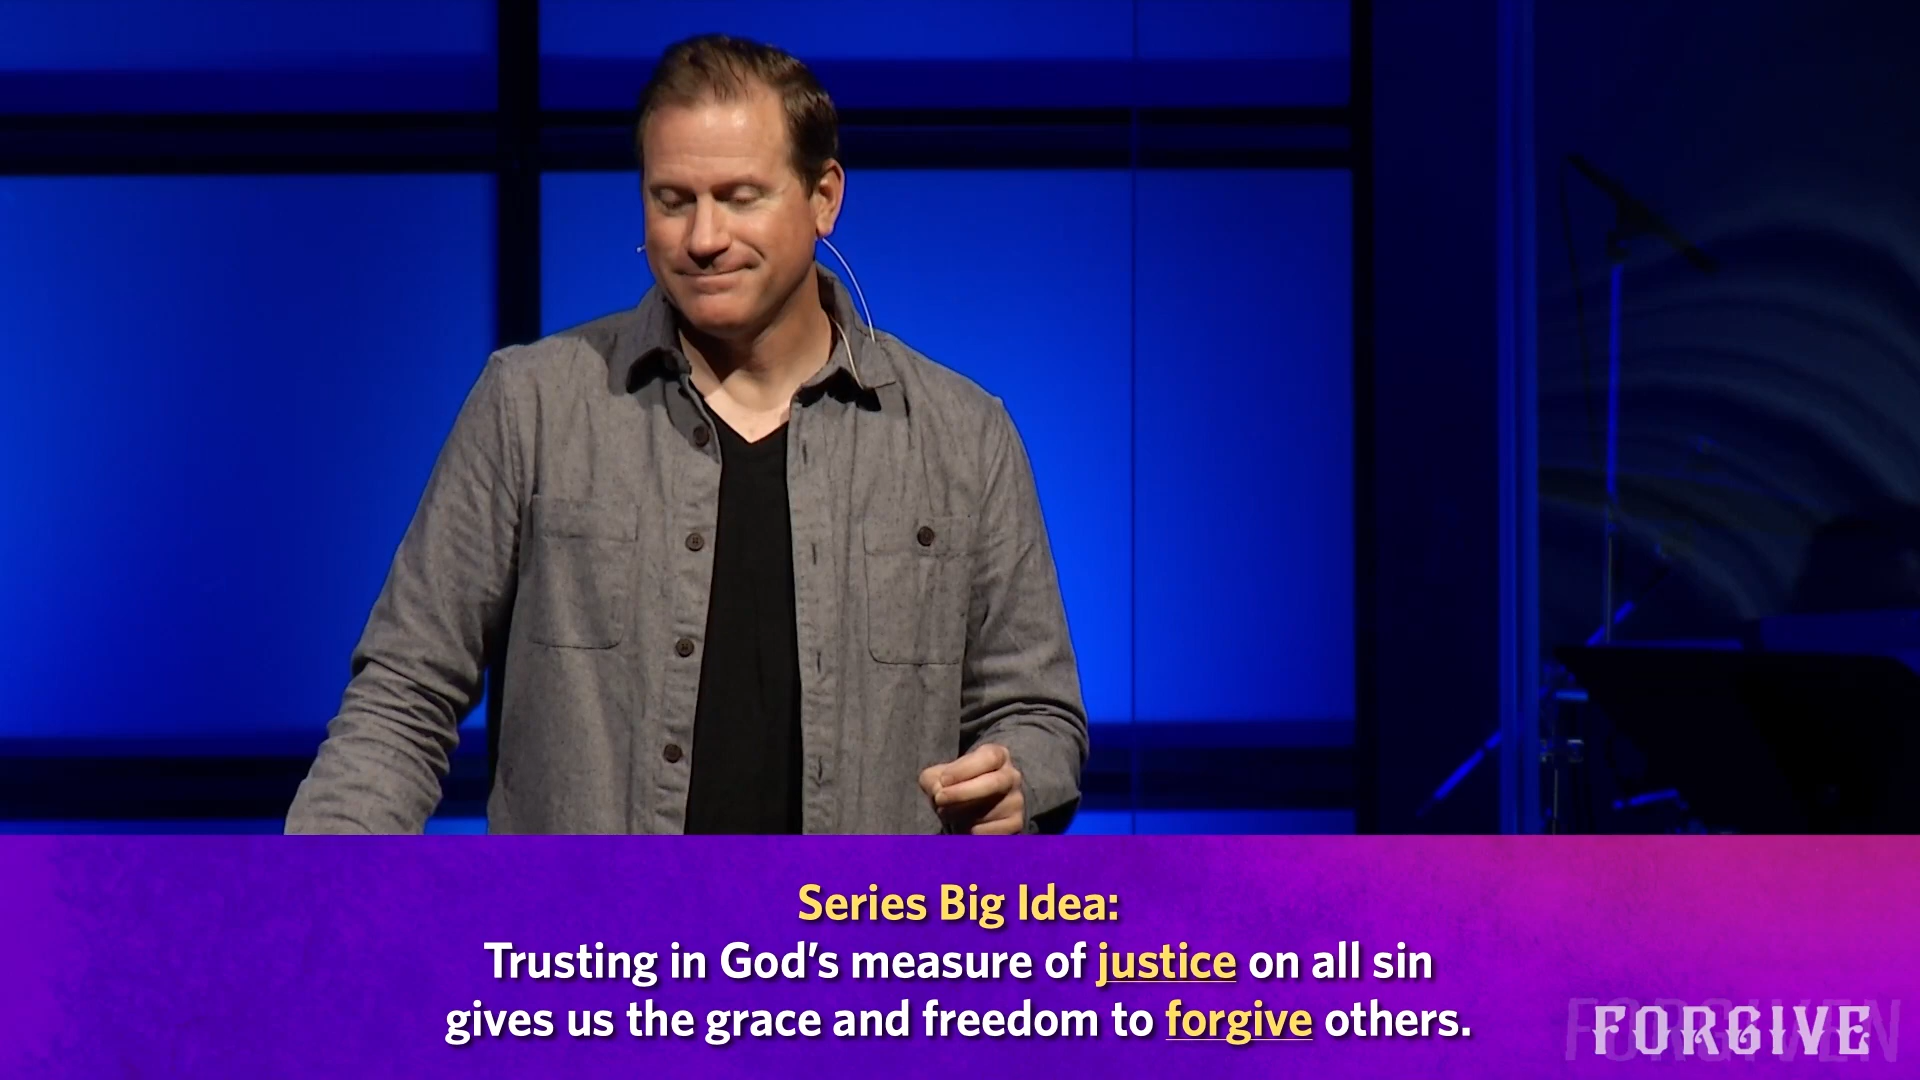 Series Big Idea:
Trusting in God's measure of justice on all sin
gives us the grace and freedom to forgive others.
FORGIVE
FORGIVEN